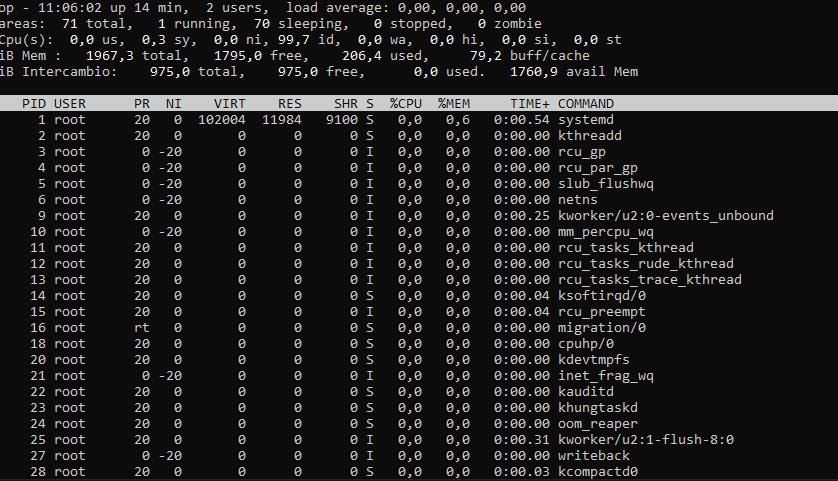 op - 11:06:02 up 14 min,  2 users,  load average: 0,00, 0,00, 0,00
areas:  71 total,   1 running,  70 sleeping,   0 stopped,   0 zombie
Cpu(s):  0,0 us,  0,3 sy,  0,0 ni, 99,7 id,  0,0 wa,  0,0 hi,  0,0 si,  0,0 st
iB Mem :   1967,3 total,   1795,0 free,    206,4 used,     79,2 buff/cache
iB Intercambio:    975,0 total,    975,0 free,      0,0 used.   1760,9 avail Mem
PID USER      PR  NI    VIRT    RES    SHR S  %CPU  %MEM     TIME+ COMMAND
1 root      20   0  102004  11984   9100 S   0,0   0,6   0:00.54 systemd
2 root      20   0       0      0      0 S   0,0   0,0   0:00.00 kthreadd
3 root       0 -20       0      0      0 I   0,0   0,0   0:00.00 rcu_gp
4 root       0 -20       0      0      0 I   0,0   0,0   0:00.00 rcu_par_gp
5 root       0 -20       0      0      0 I   0,0   0,0   0:00.00 slub_flushwq
6 root       0 -20       0      0      0 I   0,0   0,0   0:00.00 netns
9 root      20   0       0      0      0 I   0,0   0,0   0:00.25 kworker/u2:0-events_unbound
10 root       0 -20       0      0      0 I   0,0   0,0   0:00.00 mm_percpu_wq
11 root      20   0       0      0      0 I   0,0   0,0   0:00.00 rcu_tasks_kthread
12 root      20   0       0      0      0 I   0,0   0,0   0:00.00 rcu_tasks_rude_kthread
13 root      20   0       0      0      0 I   0,0   0,0   0:00.00 rcu_tasks_trace_kthread
14 root      20   0       0      0      0 S   0,0   0,0   0:00.04 ksoftirqd/0
15 root      20   0       0      0      0 I   0,0   0,0   0:00.04 rcu_preempt
16 root      rt   0       0      0      0 S   0,0   0,0   0:00.00 migration/0
18 root      20   0       0      0      0 S   0,0   0,0   0:00.00 cpuhp/0
20 root      20   0       0      0      0 S   0,0   0,0   0:00.00 kdevtmpfs
21 root       0 -20       0      0      0 I   0,0   0,0   0:00.00 inet_frag_wq
22 root      20   0       0      0      0 S   0,0   0,0   0:00.00 kauditd
23 root      20   0       0      0      0 S   0,0   0,0   0:00.00 khungtaskd
24 root      20   0       0      0      0 S   0,0   0,0   0:00.00 oom_reaper
25 root      20   0       0      0      0 I   0,0   0,0   0:00.31 kworker/u2:1-flush-8:0
27 root       0 -20       0      0      0 I   0,0   0,0   0:00.00 writeback
28 root      20   0       0      0      0 S   0,0   0,0   0:00.03 kcompactd0